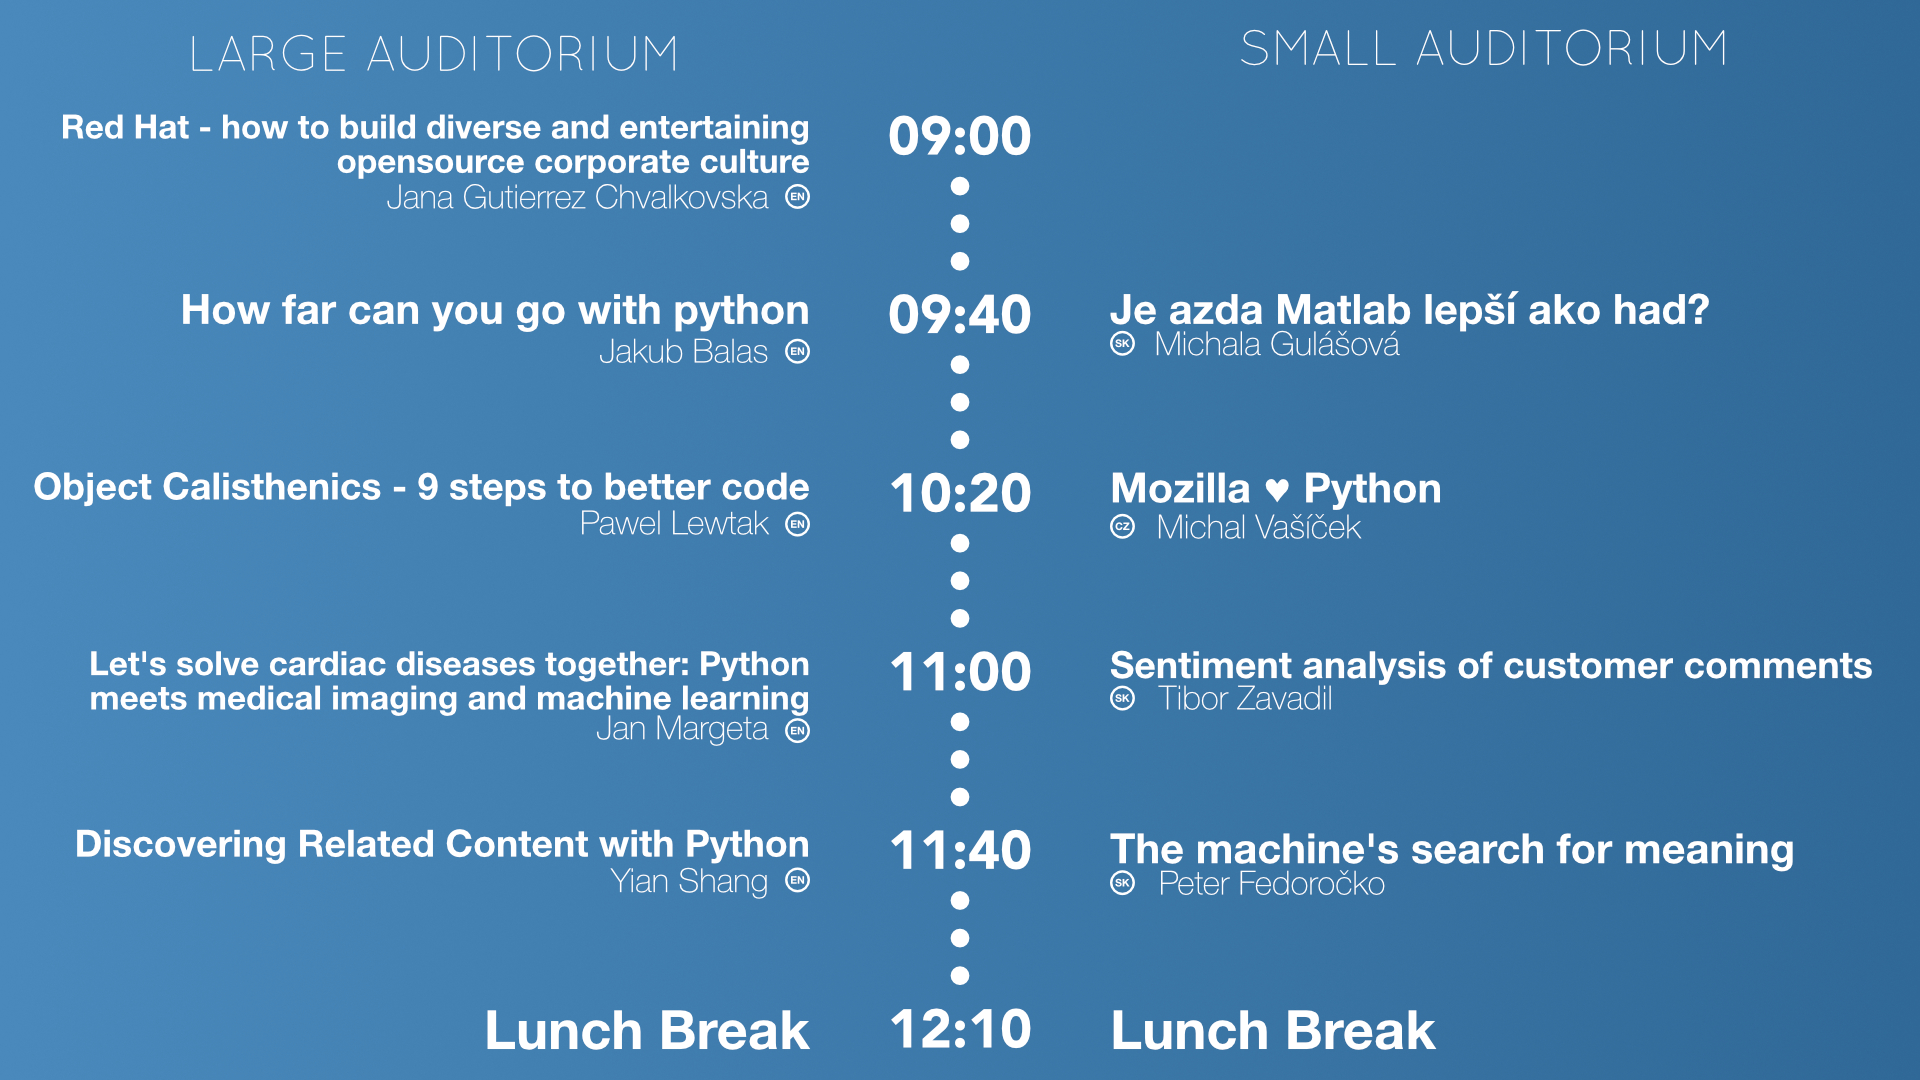 LARGE AUDITORIUM
SMALL AUDITORIUM
Red Hat - how to build diverse and entertaining
opensource corporate culture
Jana Gutierrez Chvalkovska EN
09:00
How far can you go with python
Jakub Balas EN
09:40
Je azda Matlab lepší ako had?
SK Michala Gulášová
Object Calisthenics - 9 steps to better code
Pawel Lewtak EN
10:20
Mozilla ♥ Python
CZ Michal Vašíček
Let's solve cardiac diseases together: Python
meets medical imaging and machine learning
Jan Margeta EN
11:00
Sentiment analysis of customer comments
SK Tibor Zavadil
Discovering Related Content with Python
Yian Shang EN
11:40
The machine's search for meaning
SK Peter Fedoročko
Lunch Break
12:10
Lunch Break